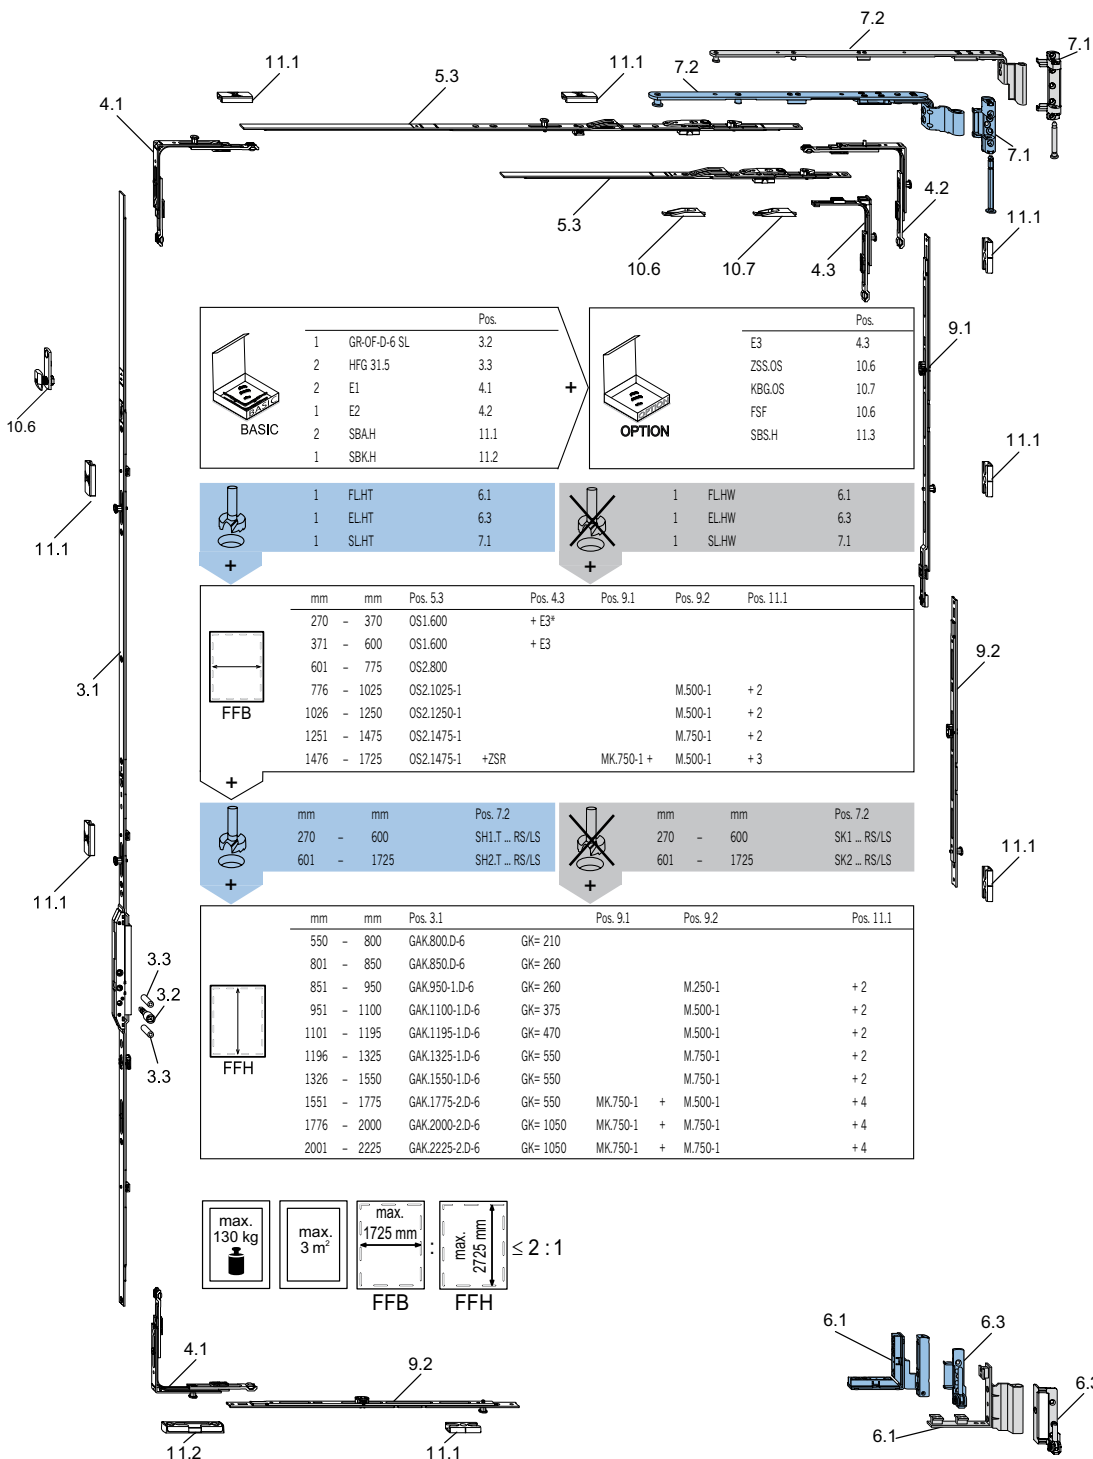 7.2
7.1
11.1
11.1
5.3
7.2
4.1
7.1
5.3
4.2
11.1
10.6
10.7
4.3
9.1
10.6
11.1
11.1
3.1
9.2
11.1
11.1
3.3
3.2
3.3
Pos.
1 GR-OF-D-6 SL 3.2
2 HFG 31.5 3.3
2 E1 4.1
1 E2 4.2
2 SBA.H 11.1
1 SBK.H 11.2
BASIC
BASIC
+
Pos.
E3 4.3
ZSS.OS 10.6
KBG.OS 10.7
FSF 10.6
SBS.H 11.3
OPTION
OPTION
1 FL.HT 6.1
1 EL.HT 6.3
1 SL.HT 7.1
+
1 FL.HW 6.1
1 EL.HW 6.3
1 SL.HW 7.1
+
mm mm Pos. 5.3 Pos. 4.3 Pos. 9.1 Pos. 9.2 Pos. 11.1
270 – 370 OS1.600 + E3*
371 – 600 OS1.600 + E3
601 – 775 OS2.800
776 – 1025 OS2.1025-1 M.500-1 + 2
1026 – 1250 OS2.1250-1 M.500-1 + 2
1251 – 1475 OS2.1475-1 M.750-1 + 2
1476 – 1725 OS2.1475-1 +ZSR MK.750-1 + M.500-1 + 3
FFB
+
mm mm Pos. 7.2
270 – 600 SH1.T ... RS/LS
601 – 1725 SH2.T ... RS/LS
+
mm mm Pos. 7.2
270 – 600 SK1 ... RS/LS
601 – 1725 SK2 ... RS/LS
+
mm mm Pos. 3.1 Pos. 9.1 Pos. 9.2 Pos. 11.1
550 – 800 GAK.800.D-6 GK= 210
801 – 850 GAK.850.D-6 GK= 260
851 – 950 GAK.950-1.D-6 GK= 260 M.250-1 + 2
951 – 1100 GAK.1100-1.D-6 GK= 375 M.500-1 + 2
1101 – 1195 GAK.1195-1.D-6 GK= 470 M.500-1 + 2
1196 – 1325 GAK.1325-1.D-6 GK= 550 M.750-1 + 2
1326 – 1550 GAK.1550-1.D-6 GK= 550 M.750-1 + 2
1551 – 1775 GAK.1775-2.D-6 GK= 550 MK.750-1 + M.500-1 + 4
1776 – 2000 GAK.2000-2.D-6 GK= 1050 MK.750-1 + M.750-1 + 4
2001 – 2225 GAK.2225-2.D-6 GK= 1050 MK.750-1 + M.750-1 + 4
FFH
max.
130 kg
max.
3 m²
max.
1725 mm
FFB
:
max.
2725 mm
FFH
≤ 2 : 1
4.1
9.2
11.2
11.1
6.1
6.3
6.1
6.3